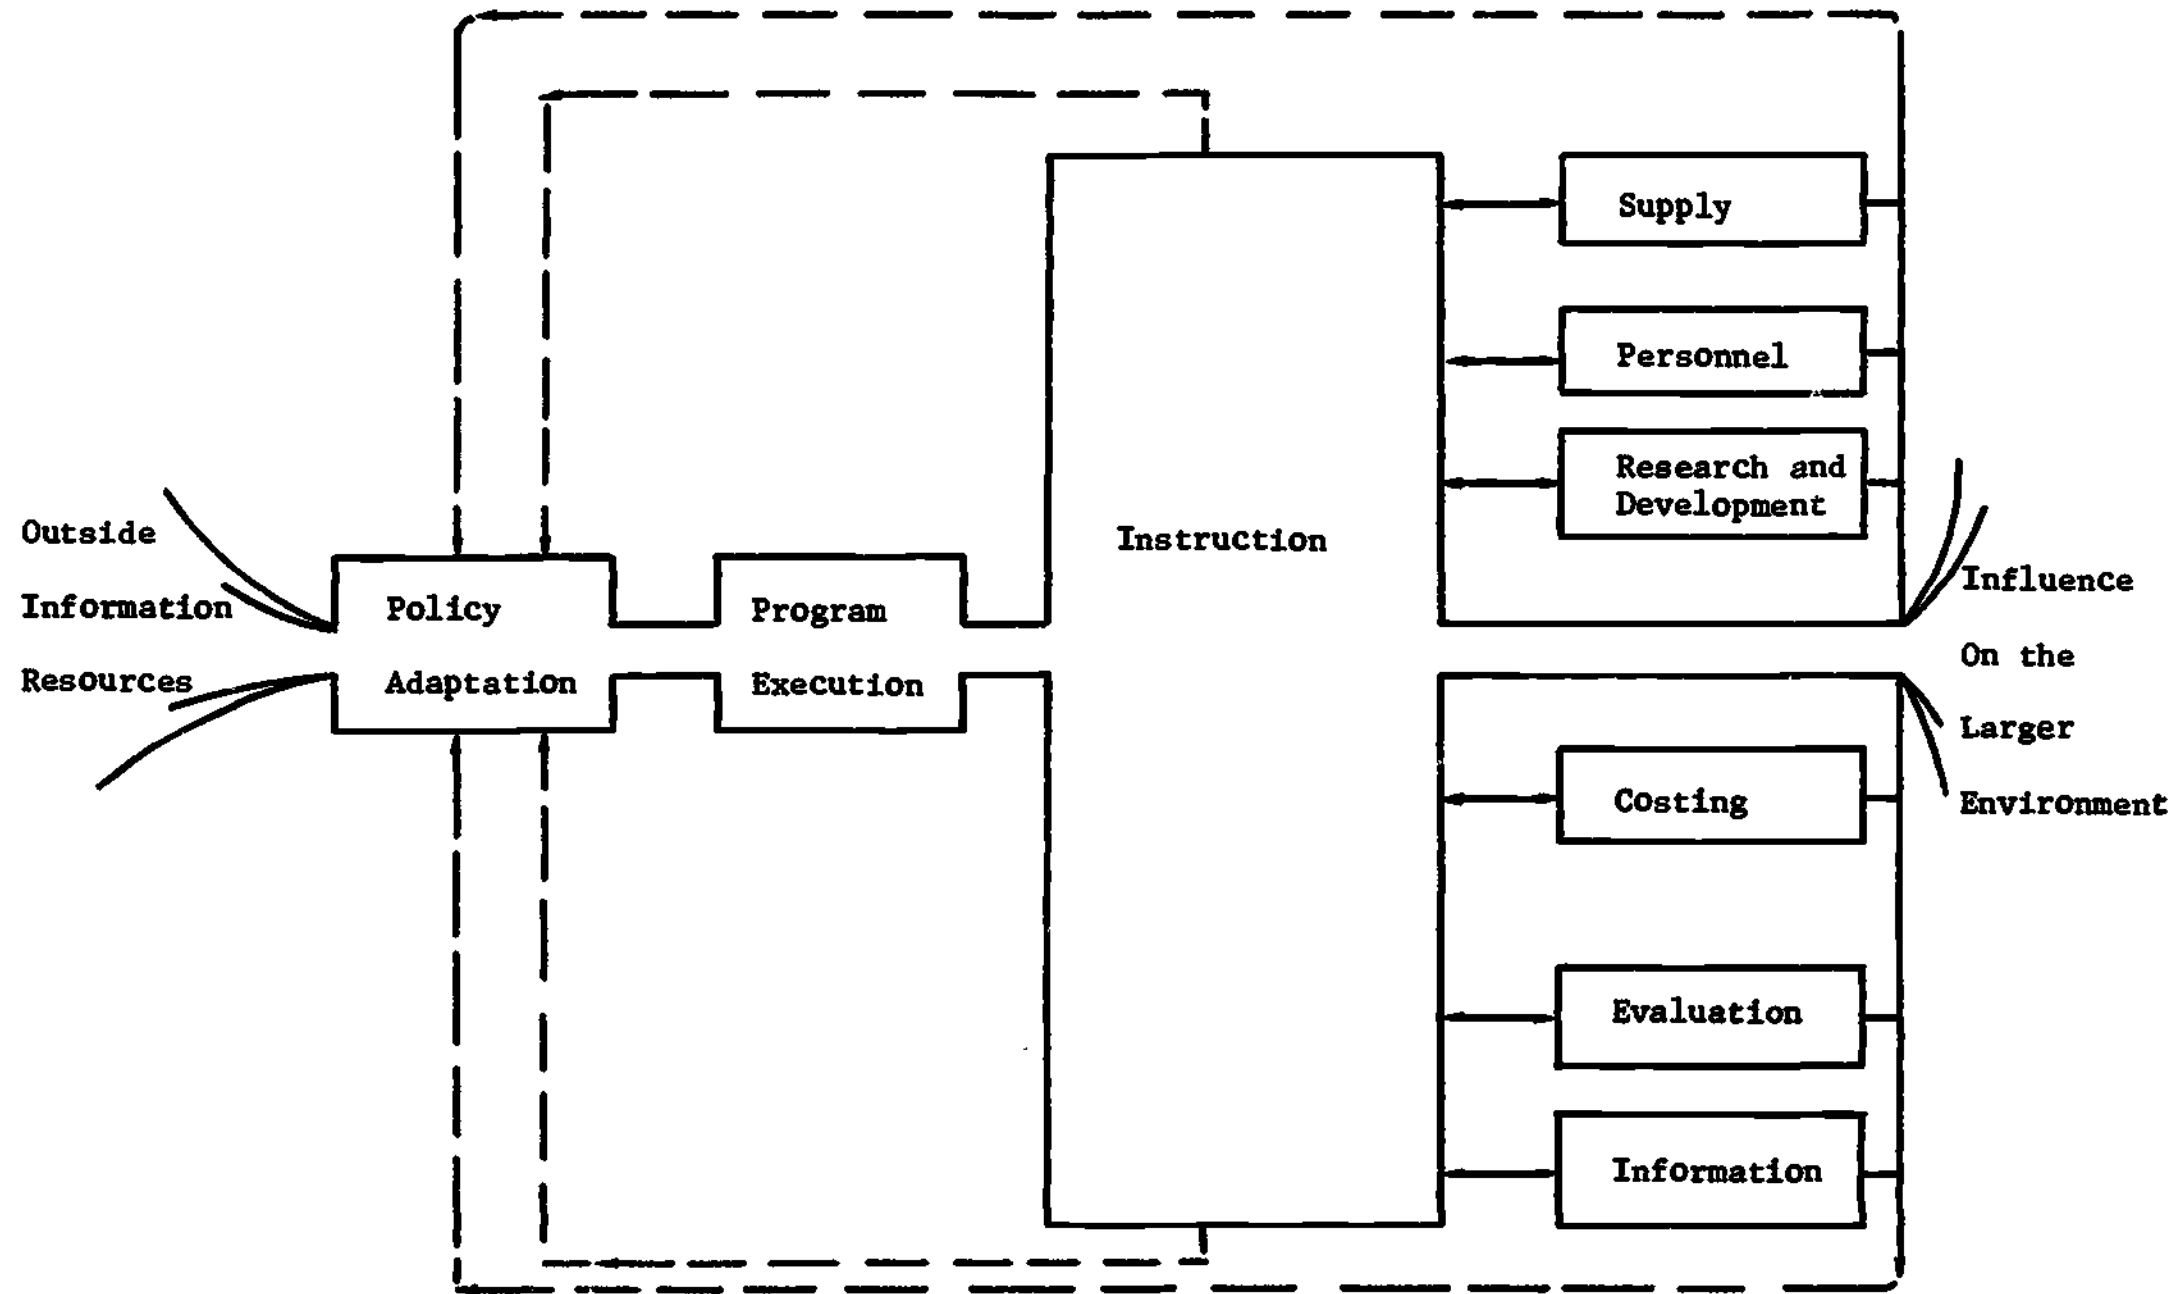 Outside
Information
Resources
Policy
Adaptation
Program
Execution
Instruction
Supply
Personnel
Research and
Development
Costing
Evaluation
Information
Influence
On the
Larger
Environment